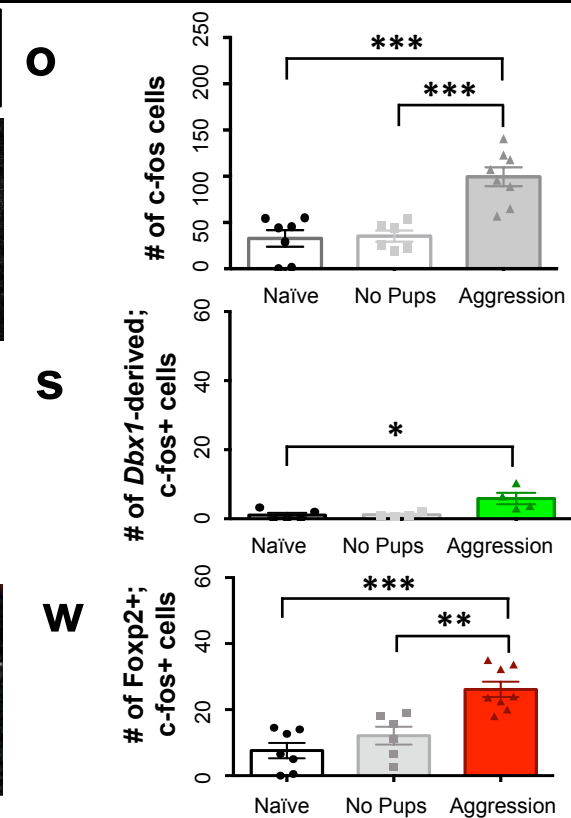 O
# of c-fos cells
250
200
150
100
50
0
***
***
Naïve No Pups Aggression
S
# of Dbx1-derived;
c-fos+ cells
60
40
20
0
*
Naïve No Pups Aggression
W
# of Foxp2+;
c-fos+ cells
60
40
20
0
***
**
Naïve No Pups Aggression